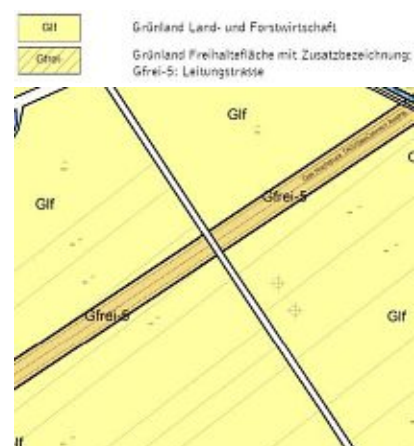 Glf
Grünland Land- und Forstwirtschaft
Gfrei
Grünland Freihaltefläche mit Zusatzbezeichnung:
Gfrei-5: Leitungstrasse
Glf
Gfrei-5
Glf
Gfrei-5
Glf